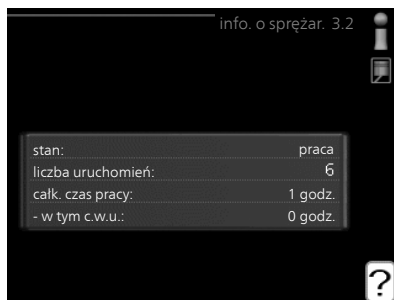 info. o sprężar. 3.2
stan: praca
liczba uruchomień: 6
całk. czas pracy: 1 godz.
- w tym c.w.u.: 0 godz.
?